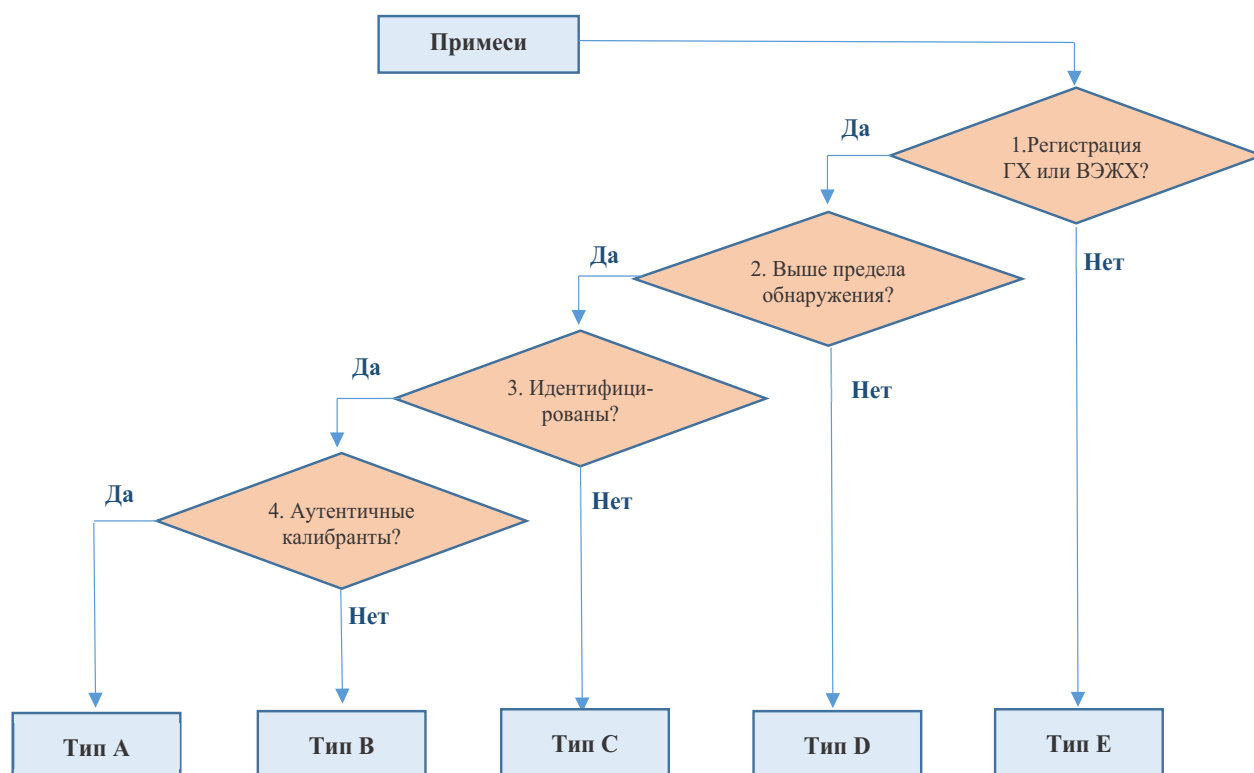 Примеси
Да
1.Регистрация
ГХ или ВЭЖХ?
Да
2. Выше предела
обнаружения?
Нет
Да
3. Идентифици-
рованы?
Нет
Да
4. Аутентичные
калибранты?
Нет
Нет
Тип A
Тип B
Тип C
Тип D
Тип E